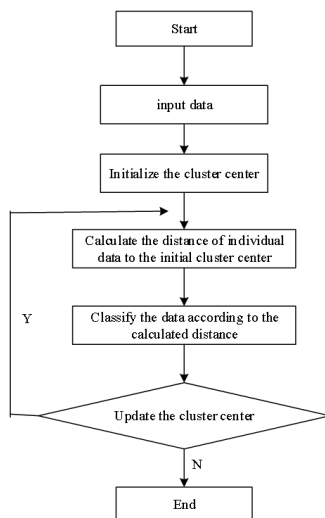 Start
input data
Initialize the cluster center
Calculate the distance of individual
data to the initial cluster center
Classify the data according to the
calculated distance
Y
Update the cluster center
N
End